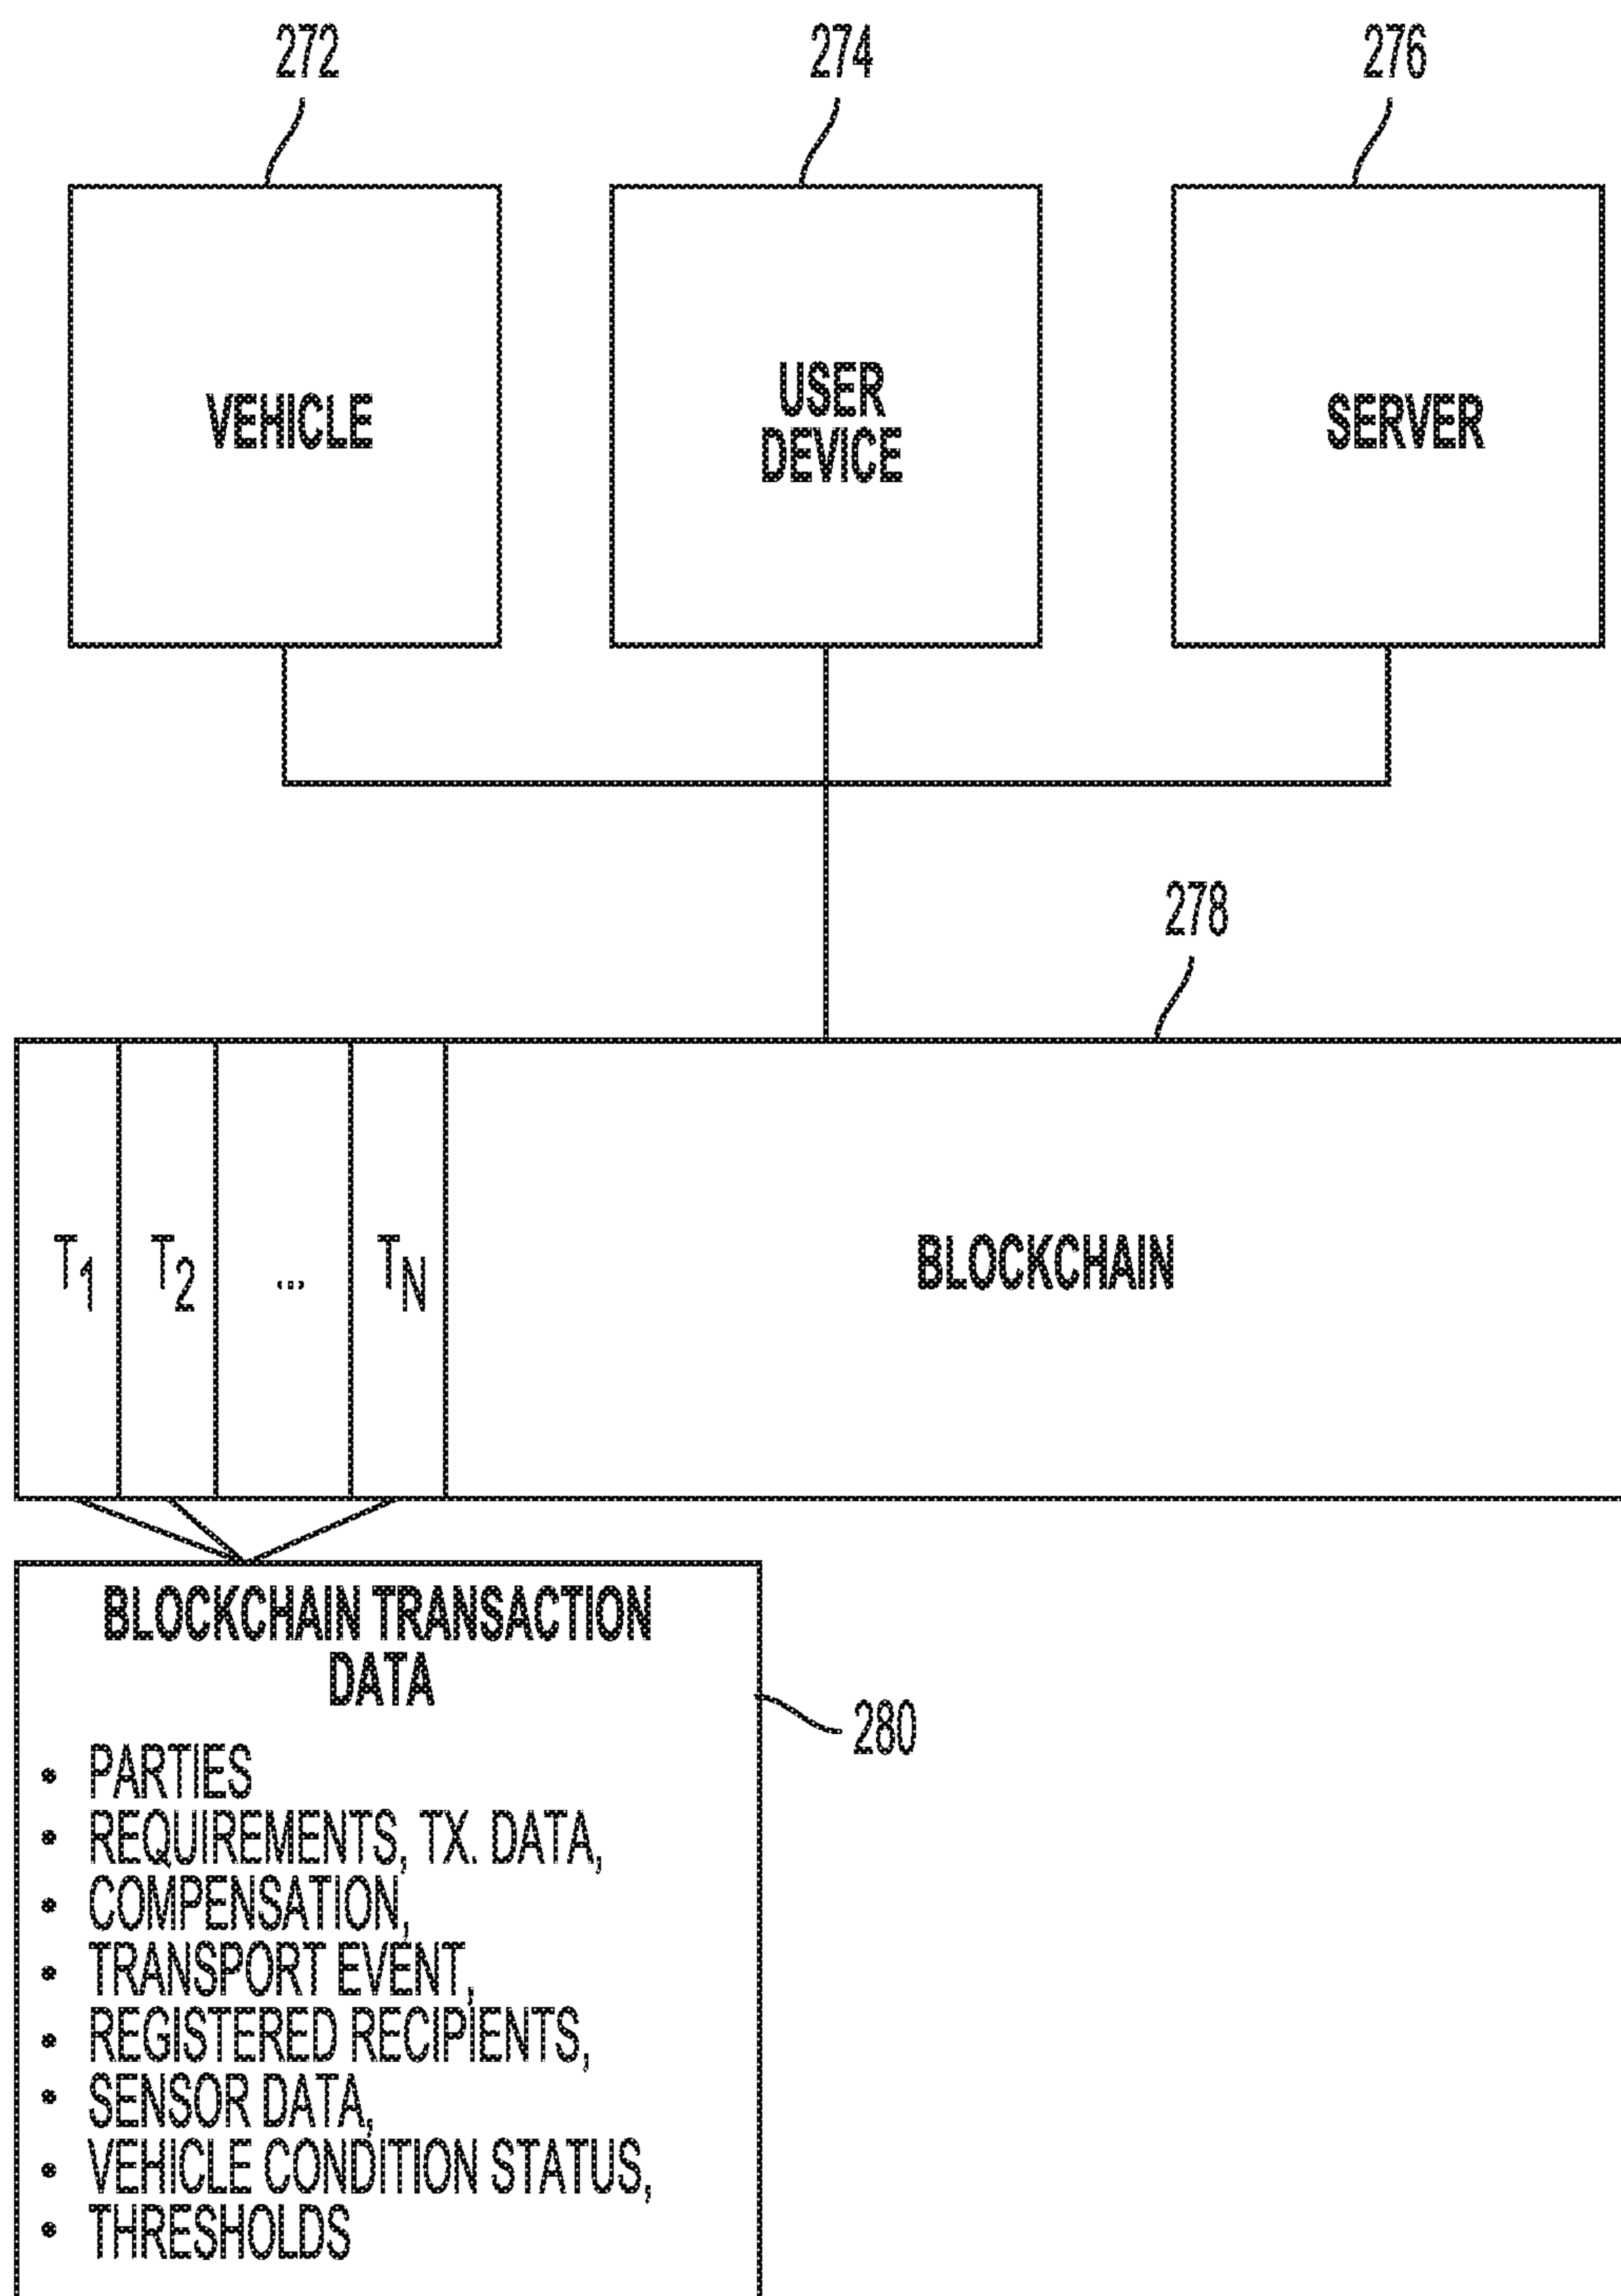 272
274
276
VEHICLE
USER
DEVICE
SERVER
278
T1
T2
...
TN
BLOCKCHAIN
BLOCKCHAIN TRANSACTION
DATA
280
• PARTIES
• REQUIREMENTS, TX. DATA,
• COMPENSATION,
• TRANSPORT EVENT,
• REGISTERED RECIPIENTS,
• SENSOR DATA,
• VEHICLE CONDITION STATUS,
• THRESHOLDS